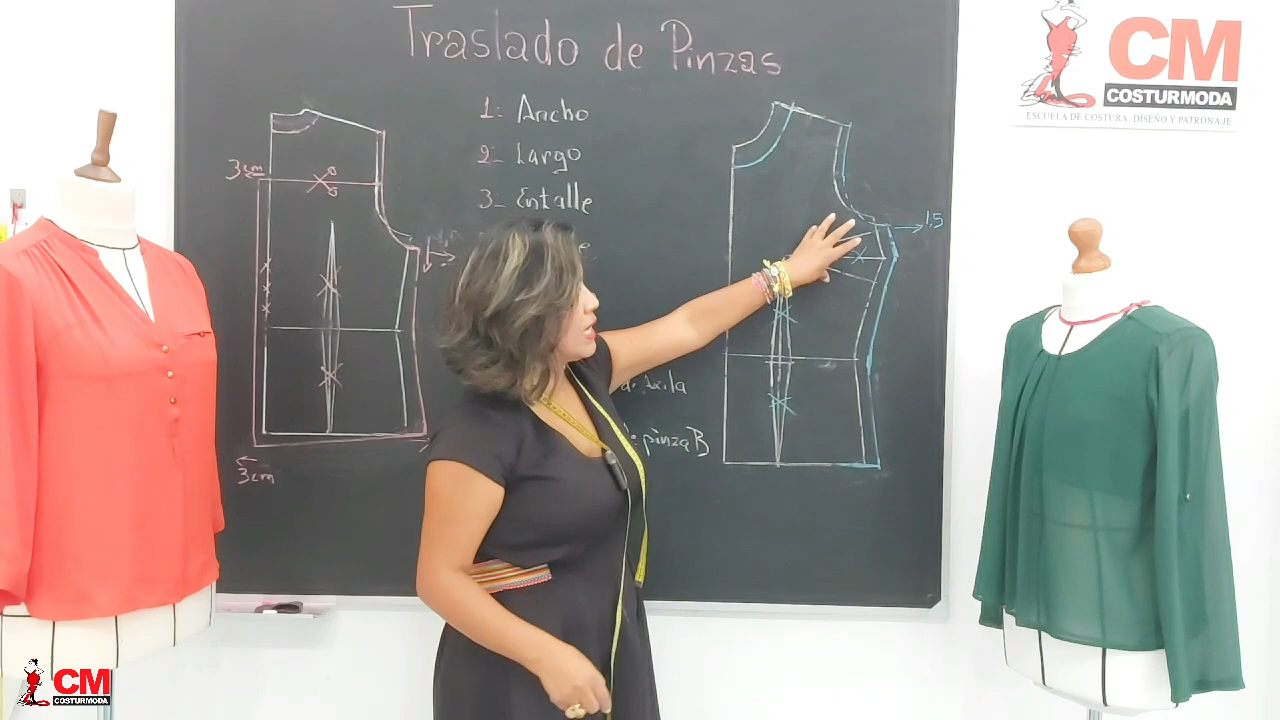 Traslado de Pinzas
1: Ancho
2- Largo
3- Entalle
3cm
3cm
1.5
de pinza B
CM
COSTURMODA
ESCUELA DE COSTURA, DISEÑO Y PATRONAJE
CM
COSTURMODA